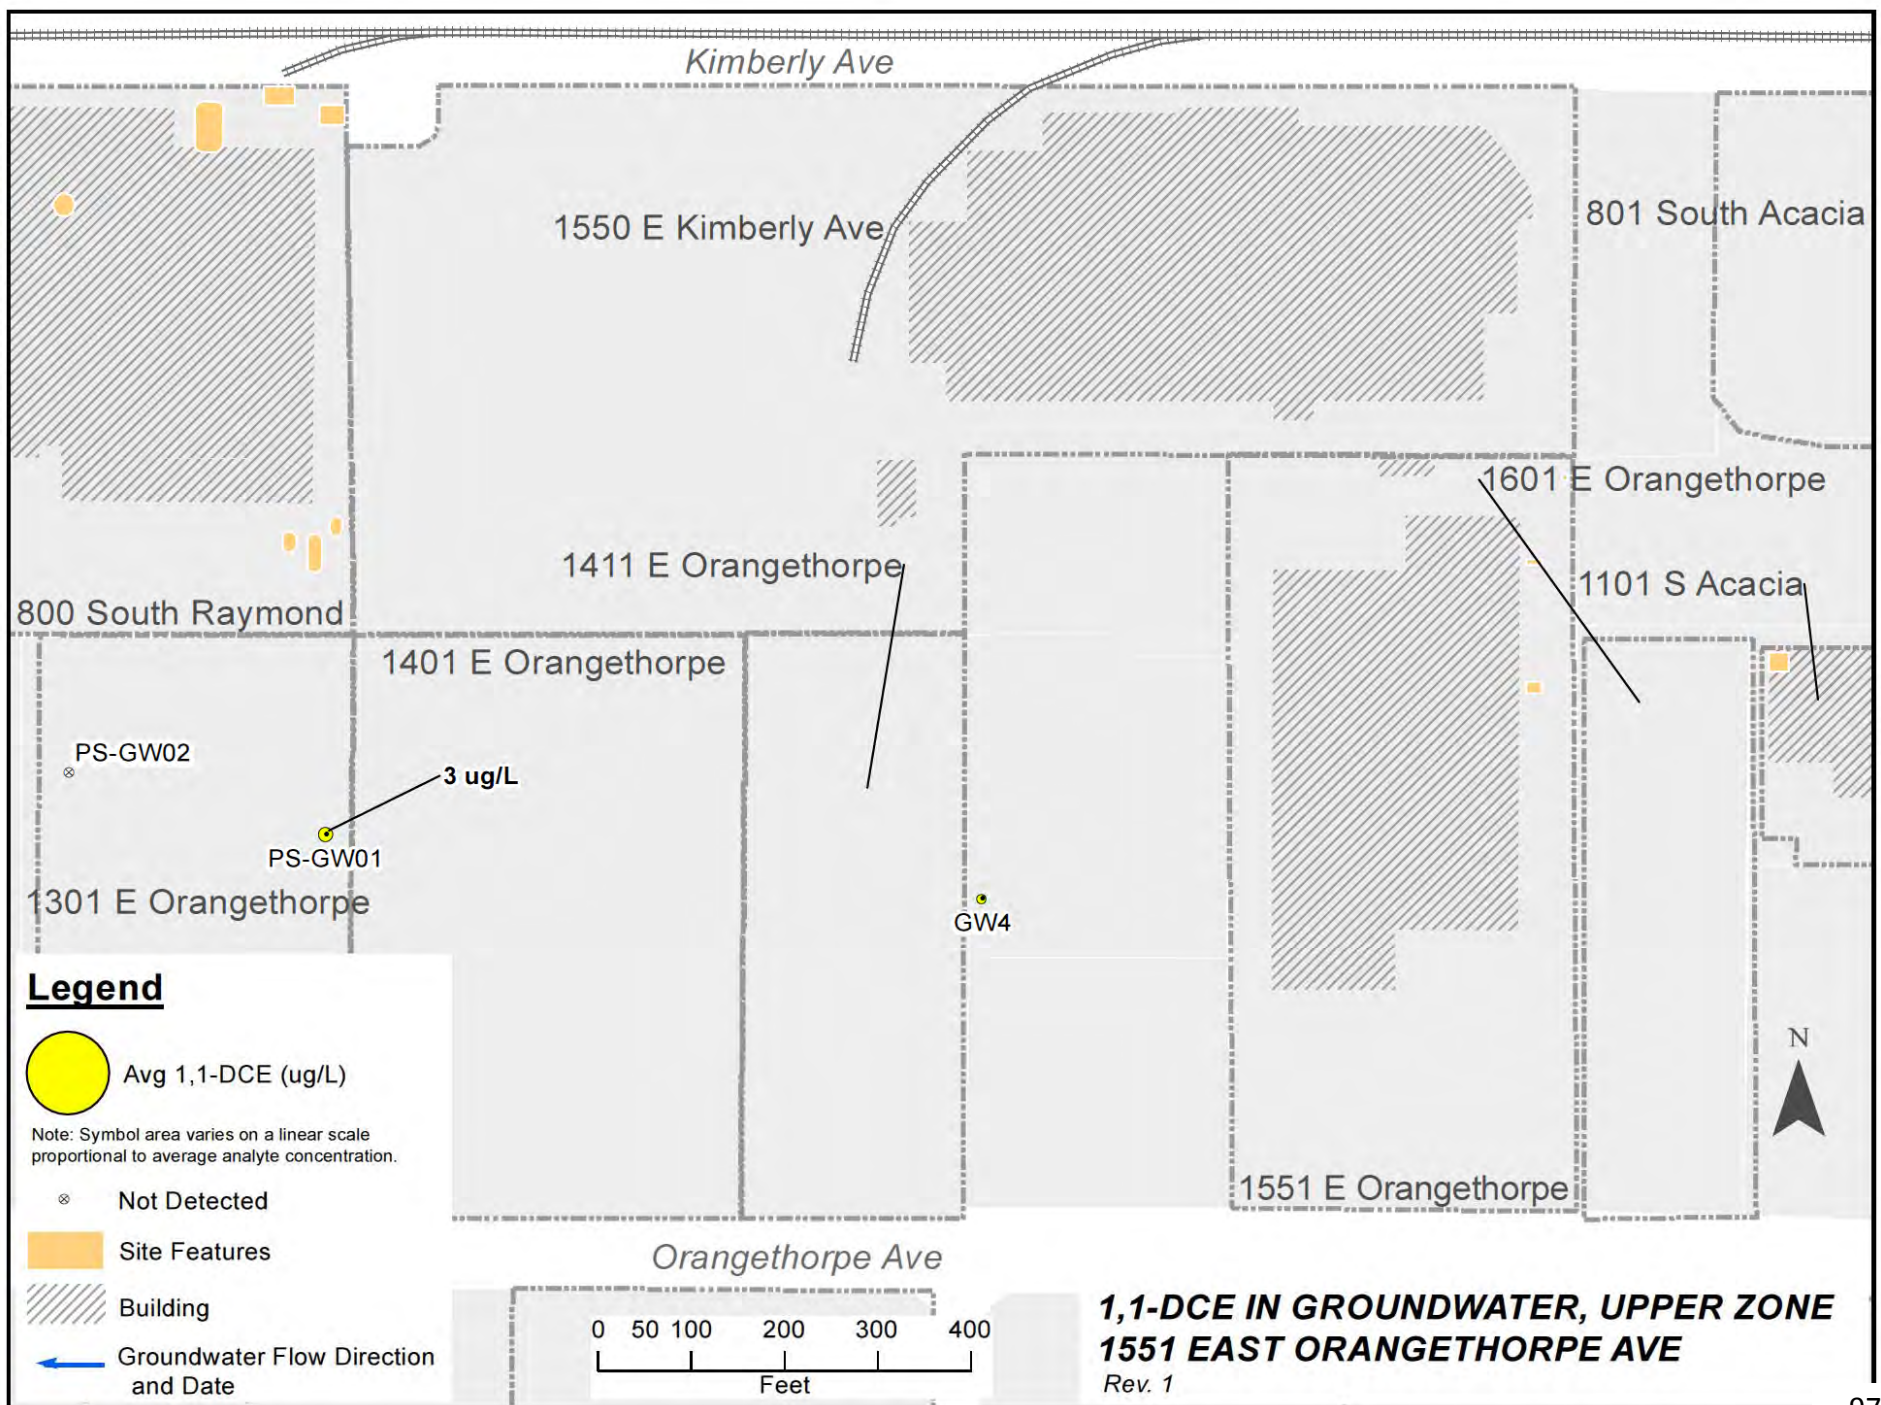 Kimberly Ave
1550 E Kimberly Ave
801 South Acacia
1601 E Orangethorpe
1411 E Orangethorpe
1101 S Acacia
800 South Raymond
1401 E Orangethorpe
PS-GW02
3 ug/L
PS-GW01
1301 E Orangethorpe
GW4
Legend
Avg 1,1-DCE (ug/L)
Note: Symbol area varies on a linear scale
proportional to average analyte concentration.
Not Detected
Site Features
Building
Groundwater Flow Direction
and Date
N
1551 E Orangethorpe
Orangethorpe Ave
0 50 100 200 300 400
Feet
1,1-DCE IN GROUNDWATER, UPPER ZONE
1551 EAST ORANGETHORPE AVE
Rev. 1